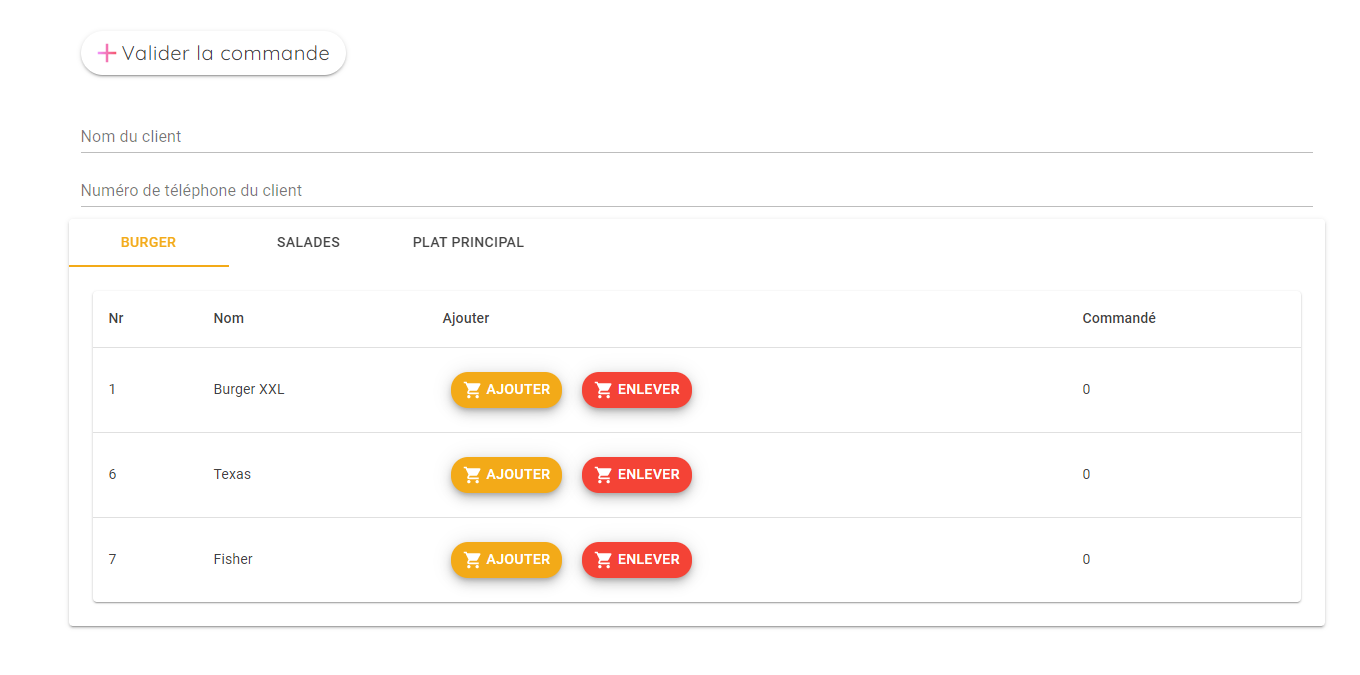 Valider la commande
Nom du client
Numéro de téléphone du client
BURGER SALADES PLAT PRINCIPAL
Nr Nom Ajouter Commandé
1 Burger XXL AJOUTER ENLEVER 0
6 Texas AJOUTER ENLEVER 0
7 Fisher AJOUTER ENLEVER 0